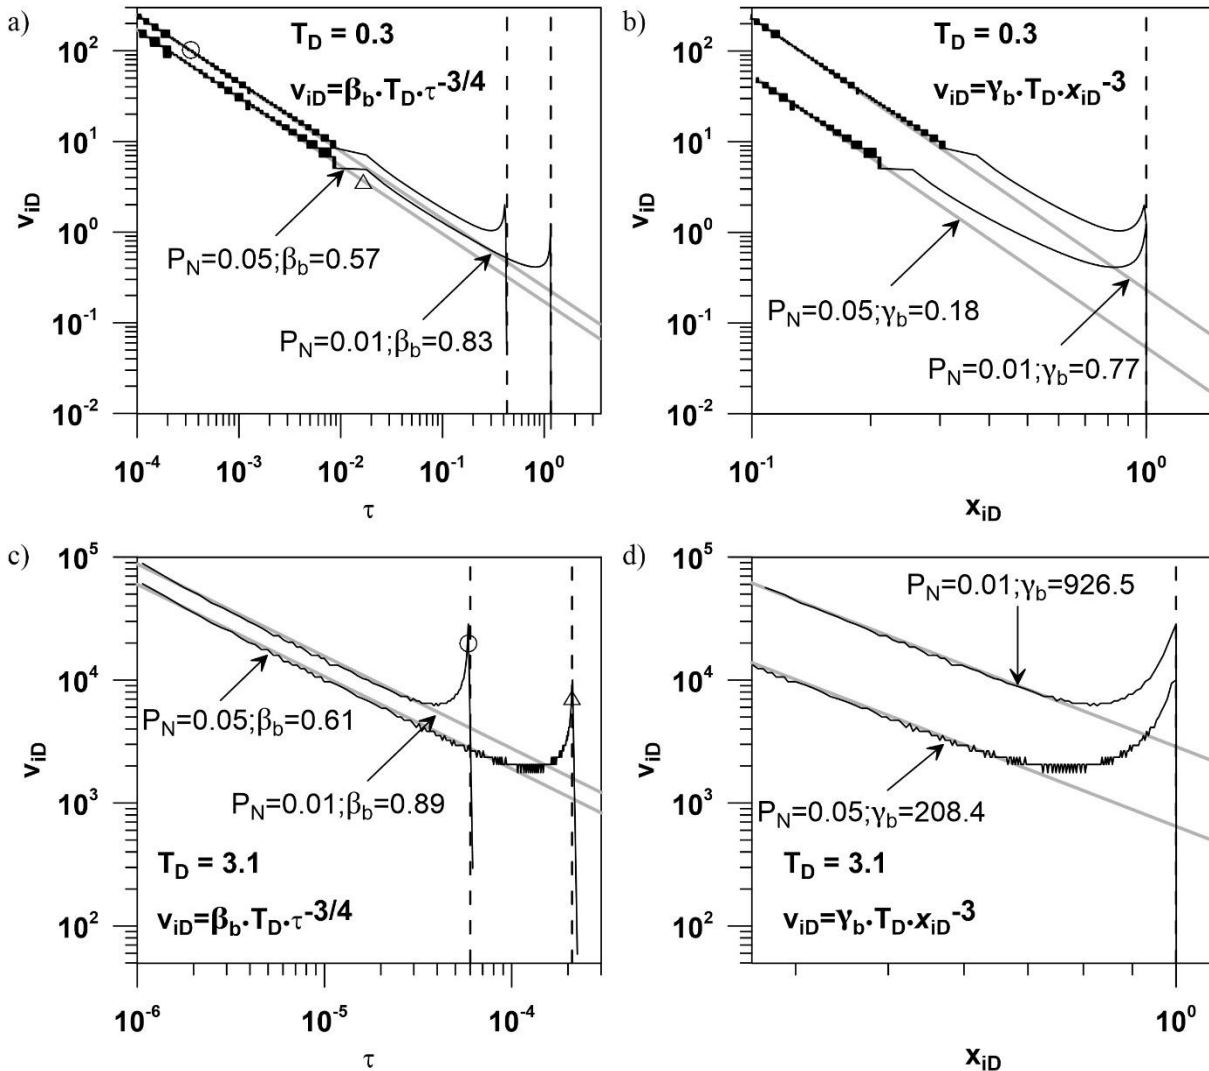 a)
T_D = 0.3
v_iD=β_b·T_D·τ^-3/4
P_N=0.05;β_b=0.57
P_N=0.01;β_b=0.83
10^2
10^1
10^0
10^-1
10^-2
v_iD
10^-4 10^-3 10^-2 10^-1 10^0
τ
b)
T_D = 0.3
v_iD=γ_b·T_D·x_iD^-3
P_N=0.05;γ_b=0.18
P_N=0.01;γ_b=0.77
10^2
10^1
10^0
10^-1
10^-2
v_iD
10^-1 10^0
x_iD
c)
10^5
10^4
10^3
10^2
v_iD
P_N=0.05;β_b=0.61
P_N=0.01;β_b=0.89
T_D = 3.1
v_iD=β_b·T_D·τ^-3/4
10^-6 10^-5 10^-4
τ
d)
10^5
10^4
10^3
10^2
v_iD
P_N=0.01;γ_b=926.5
P_N=0.05;γ_b=208.4
T_D = 3.1
v_iD=γ_b·T_D·x_iD^-3
10^0
x_iD